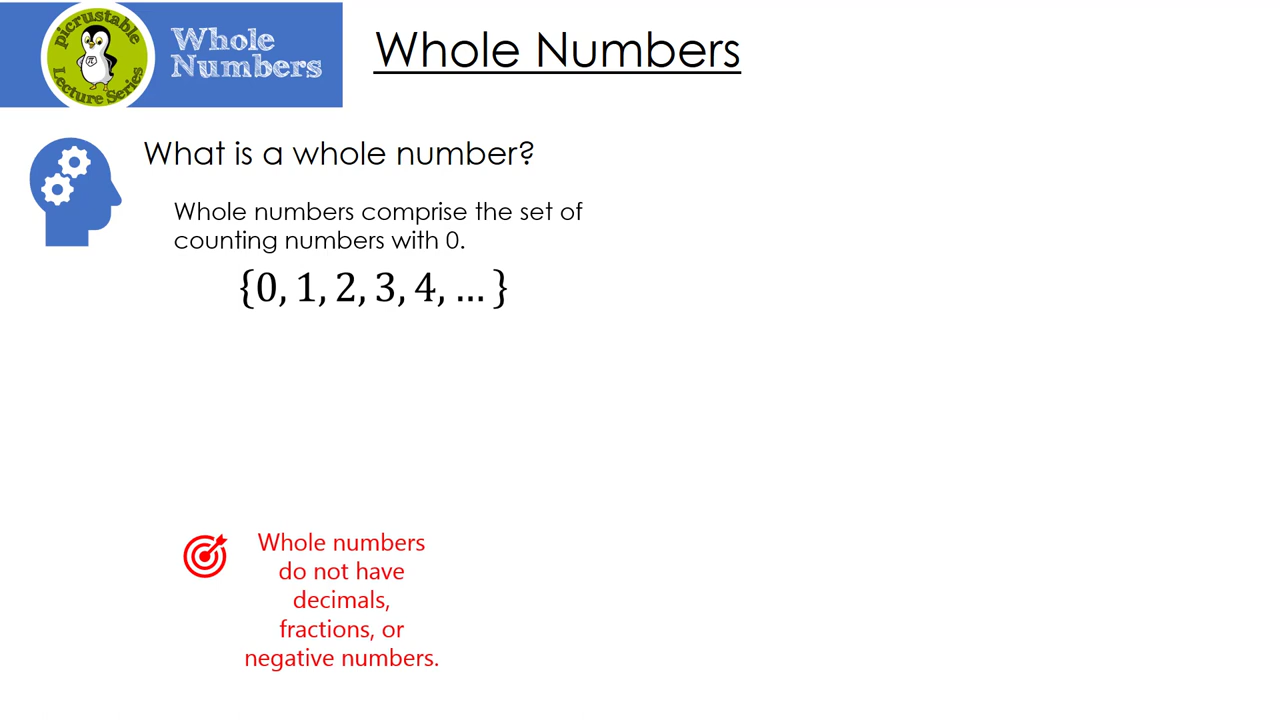 picrustable
Lecture Series
π
Whole
Numbers
Whole Numbers
What is a whole number?
Whole numbers comprise the set of
counting numbers with 0.
{0, 1, 2, 3, 4, … }
Whole numbers
do not have
decimals,
fractions, or
negative numbers.